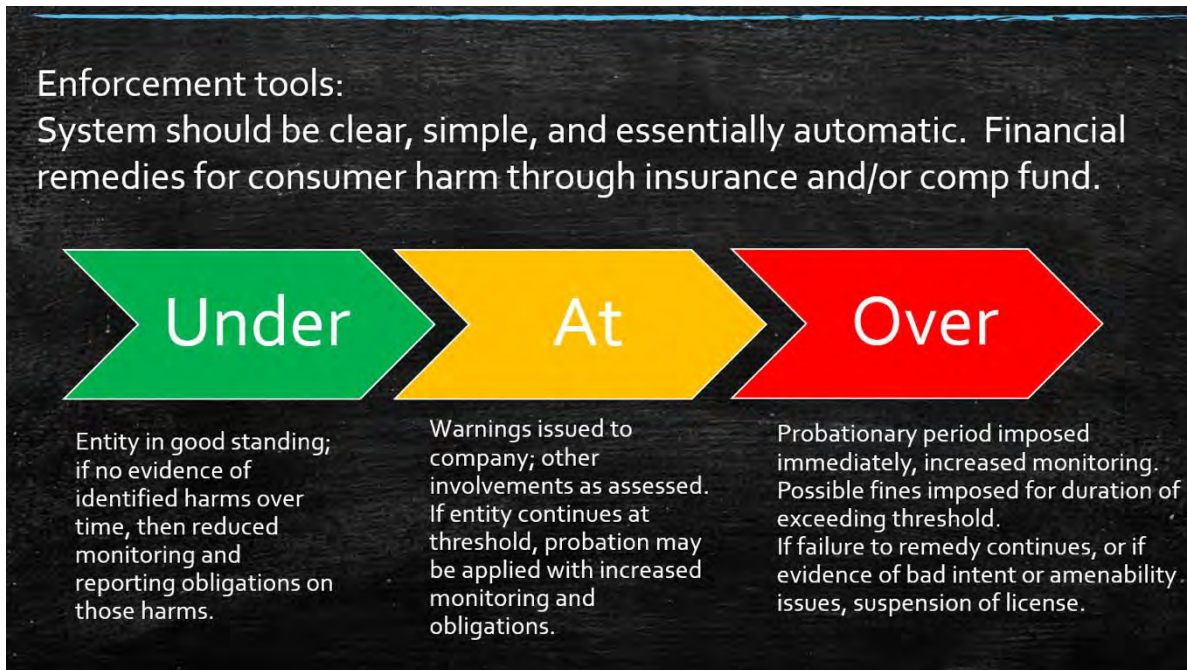 Enforcement tools:
System should be clear, simple, and essentially automatic. Financial
remedies for consumer harm through insurance and/or comp fund.
Under
At
Over
Entity in good standing;
if no evidence of
identified harms over
time, then reduced
monitoring and
reporting obligations on
those harms.
Warnings issued to
company; other
involvements as assessed.
If entity continues at
threshold, probation may
be applied with increased
monitoring and
obligations.
Probationary period imposed
immediately, increased monitoring.
Possible fines imposed for duration of
exceeding threshold.
If failure to remedy continues, or if
evidence of bad intent or amenability
issues, suspension of license.